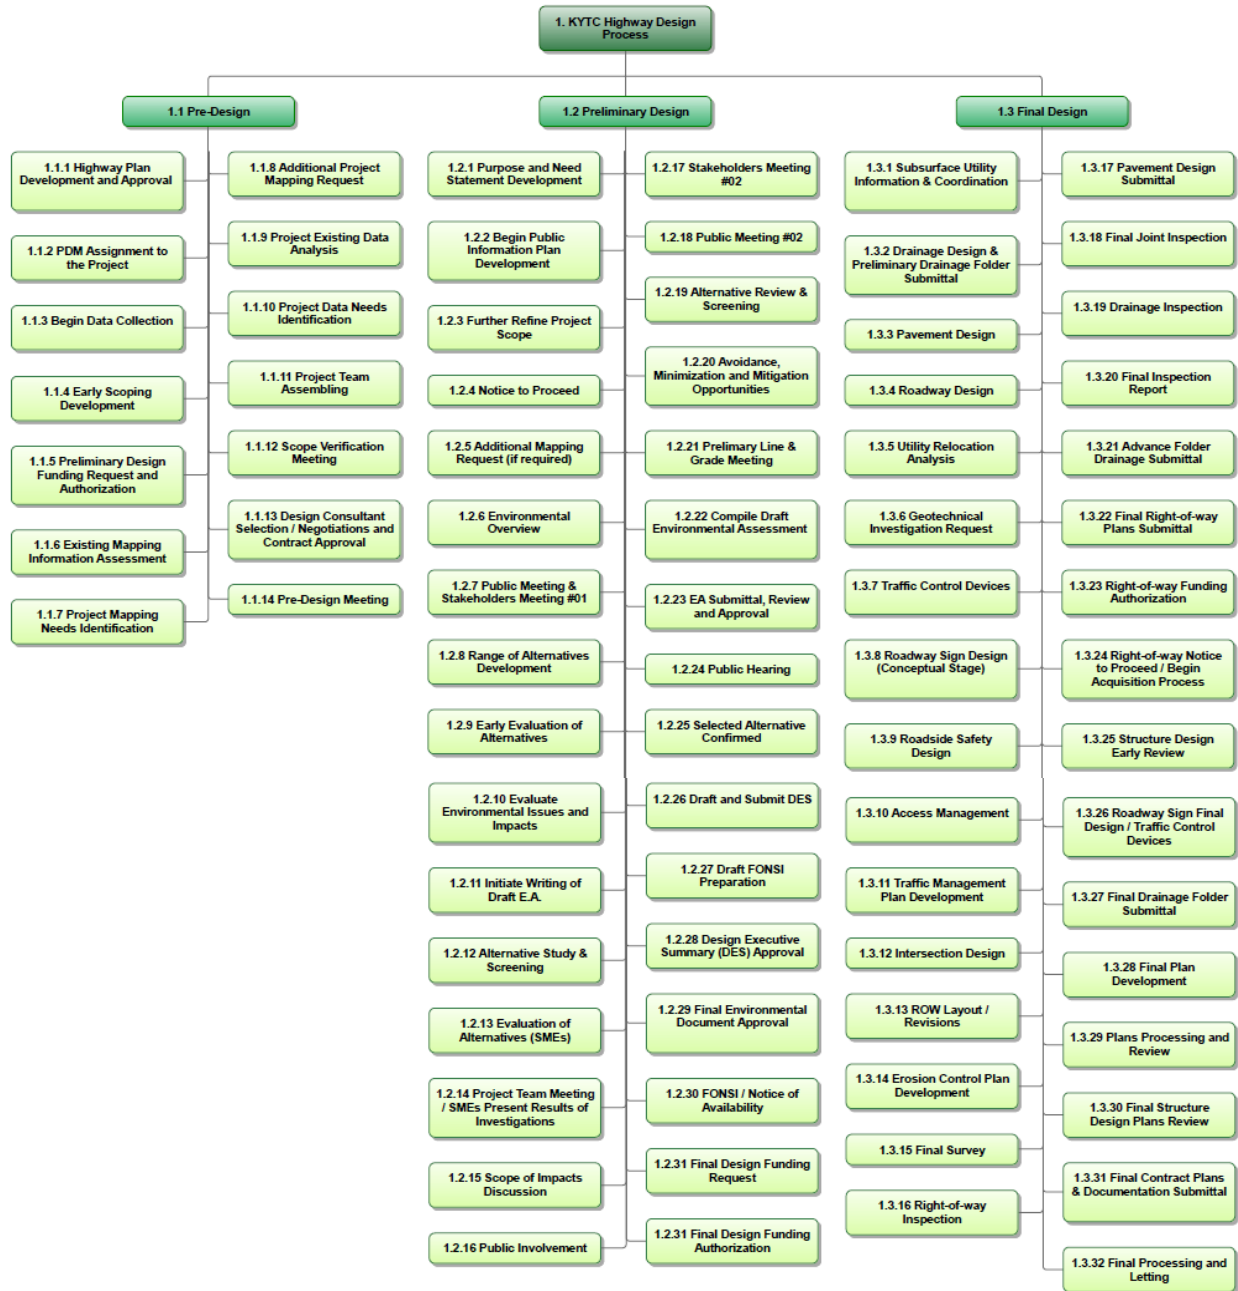 1. KYTC Highway Design
Process
1.1 Pre-Design
1.1.1 Highway Plan
Development and Approval
1.1.2 PDM Assignment to
the Project
1.1.3 Begin Data Collection
1.1.4 Early Scoping
Development
1.1.5 Preliminary Design
Funding Request and
Authorization
1.1.6 Existing Mapping
Information Assessment
1.1.7 Project Mapping
Needs Identification
1.1.8 Additional Project
Mapping Request
1.1.9 Project Existing Data
Analysis
1.1.10 Project Data Needs
Identification
1.1.11 Project Team
Assembling
1.1.12 Scope Verification
Meeting
1.1.13 Design Consultant
Selection / Negotiations and
Contract Approval
1.1.14 Pre-Design Meeting
1.2 Preliminary Design
1.2.1 Purpose and Need
Statement Development
1.2.2 Begin Public
Information Plan
Development
1.2.3 Further Refine Project
Scope
1.2.4 Notice to Proceed
1.2.5 Additional Mapping
Request (if required)
1.2.6 Environmental
Overview
1.2.7 Public Meeting &
Stakeholders Meeting #01
1.2.8 Range of Alternatives
Development
1.2.9 Early Evaluation of
Alternatives
1.2.10 Evaluate
Environmental Issues and
Impacts
1.2.11 Initiate Writing of
Draft E.A.
1.2.12 Alternative Study &
Screening
1.2.13 Evaluation of
Alternatives (SMEs)
1.2.14 Project Team Meeting
/ SMEs Present Results of
Investigations
1.2.15 Scope of Impacts
Discussion
1.2.16 Public Involvement
1.2.17 Stakeholders Meeting
#02
1.2.18 Public Meeting #02
1.2.19 Alternative Review &
Screening
1.2.20 Avoidance,
Minimization and Mitigation
Opportunities
1.2.21 Prelimary Line &
Grade Meeting
1.2.22 Compile Draft
Environmental Assessment
1.2.23 EA Submittal, Review
and Approval
1.2.24 Public Hearing
1.2.25 Selected Alternative
Confirmed
1.2.26 Draft and Submit DES
1.2.27 Draft FONSI
Preparation
1.2.28 Design Executive
Summary (DES) Approval
1.2.29 Final Environmental
Document Approval
1.2.30 FONSI / Notice of
Availability
1.2.31 Final Design Funding
Request
1.2.31 Final Design Funding
Authorization
1.3 Final Design
1.3.1 Subsurface Utility
Information & Coordination
1.3.2 Drainage Design &
Preliminary Drainage Folder
Submittal
1.3.3 Pavement Design
1.3.4 Roadway Design
1.3.5 Utility Relocation
Analysis
1.3.6 Geotechnical
Investigation Request
1.3.7 Traffic Control Devices
1.3.8 Roadway Sign Design
(Conceptual Stage)
1.3.9 Roadside Safety
Design
1.3.10 Access Management
1.3.11 Traffic Management
Plan Development
1.3.12 Intersection Design
1.3.13 ROW Layout /
Revisions
1.3.14 Erosion Control Plan
Development
1.3.15 Final Survey
1.3.16 Right-of-way
Inspection
1.3.17 Pavement Design
Submittal
1.3.18 Final Joint Inspection
1.3.19 Drainage Inspection
1.3.20 Final Inspection
Report
1.3.21 Advance Folder
Drainage Submittal
1.3.22 Final Right-of-way
Plans Submittal
1.3.23 Right-of-way Funding
Authorization
1.3.24 Right-of-way Notice
to Proceed / Begin
Acquisition Process
1.3.25 Structure Design
Early Review
1.3.26 Roadway Sign Final
Design / Traffic Control
Devices
1.3.27 Final Drainage Folder
Submittal
1.3.28 Final Plan
Development
1.3.29 Plans Processing and
Review
1.3.30 Final Structure
Design Plans Review
1.3.31 Final Contract Plans
& Documentation Submittal
1.3.32 Final Processing and
Letting